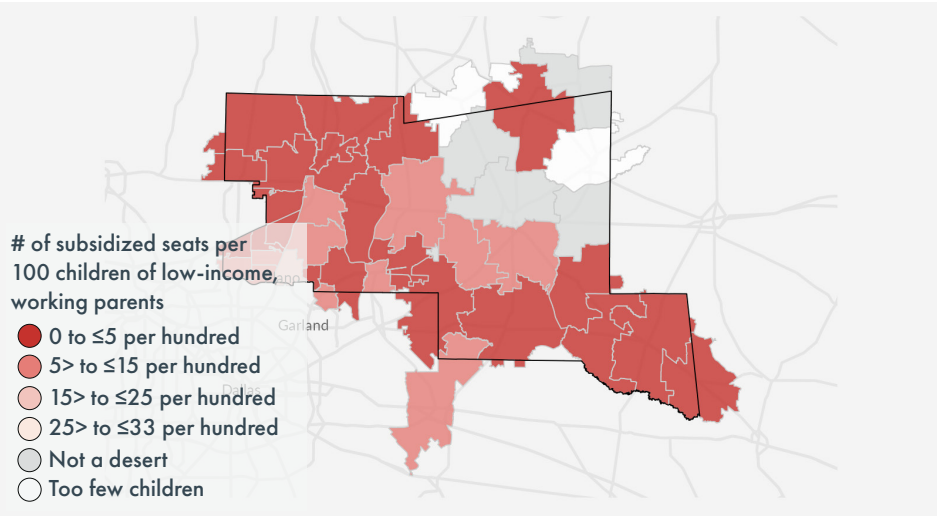 # of subsidized seats per
100 children of low-income,
working parents
0 to ≤5 per hundred
5> to ≤15 per hundred
15> to ≤25 per hundred
25> to ≤33 per hundred
Not a desert
Too few children
Garland
Dallas